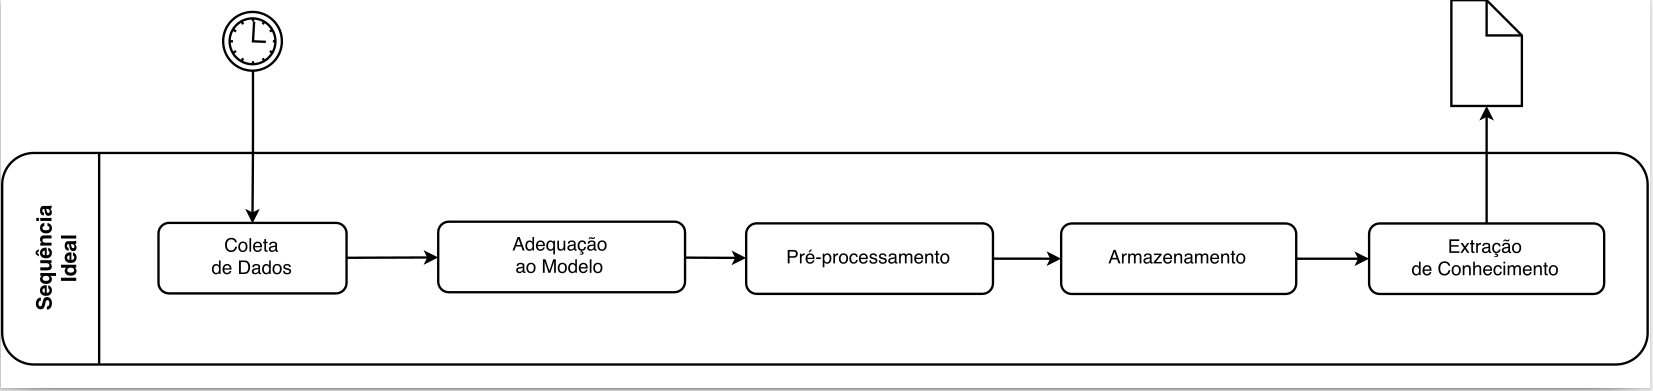 Sequência
Ideal
Coleta
de Dados
Adequação
ao Modelo
Pré-processamento
Armazenamento
Extração
de Conhecimento